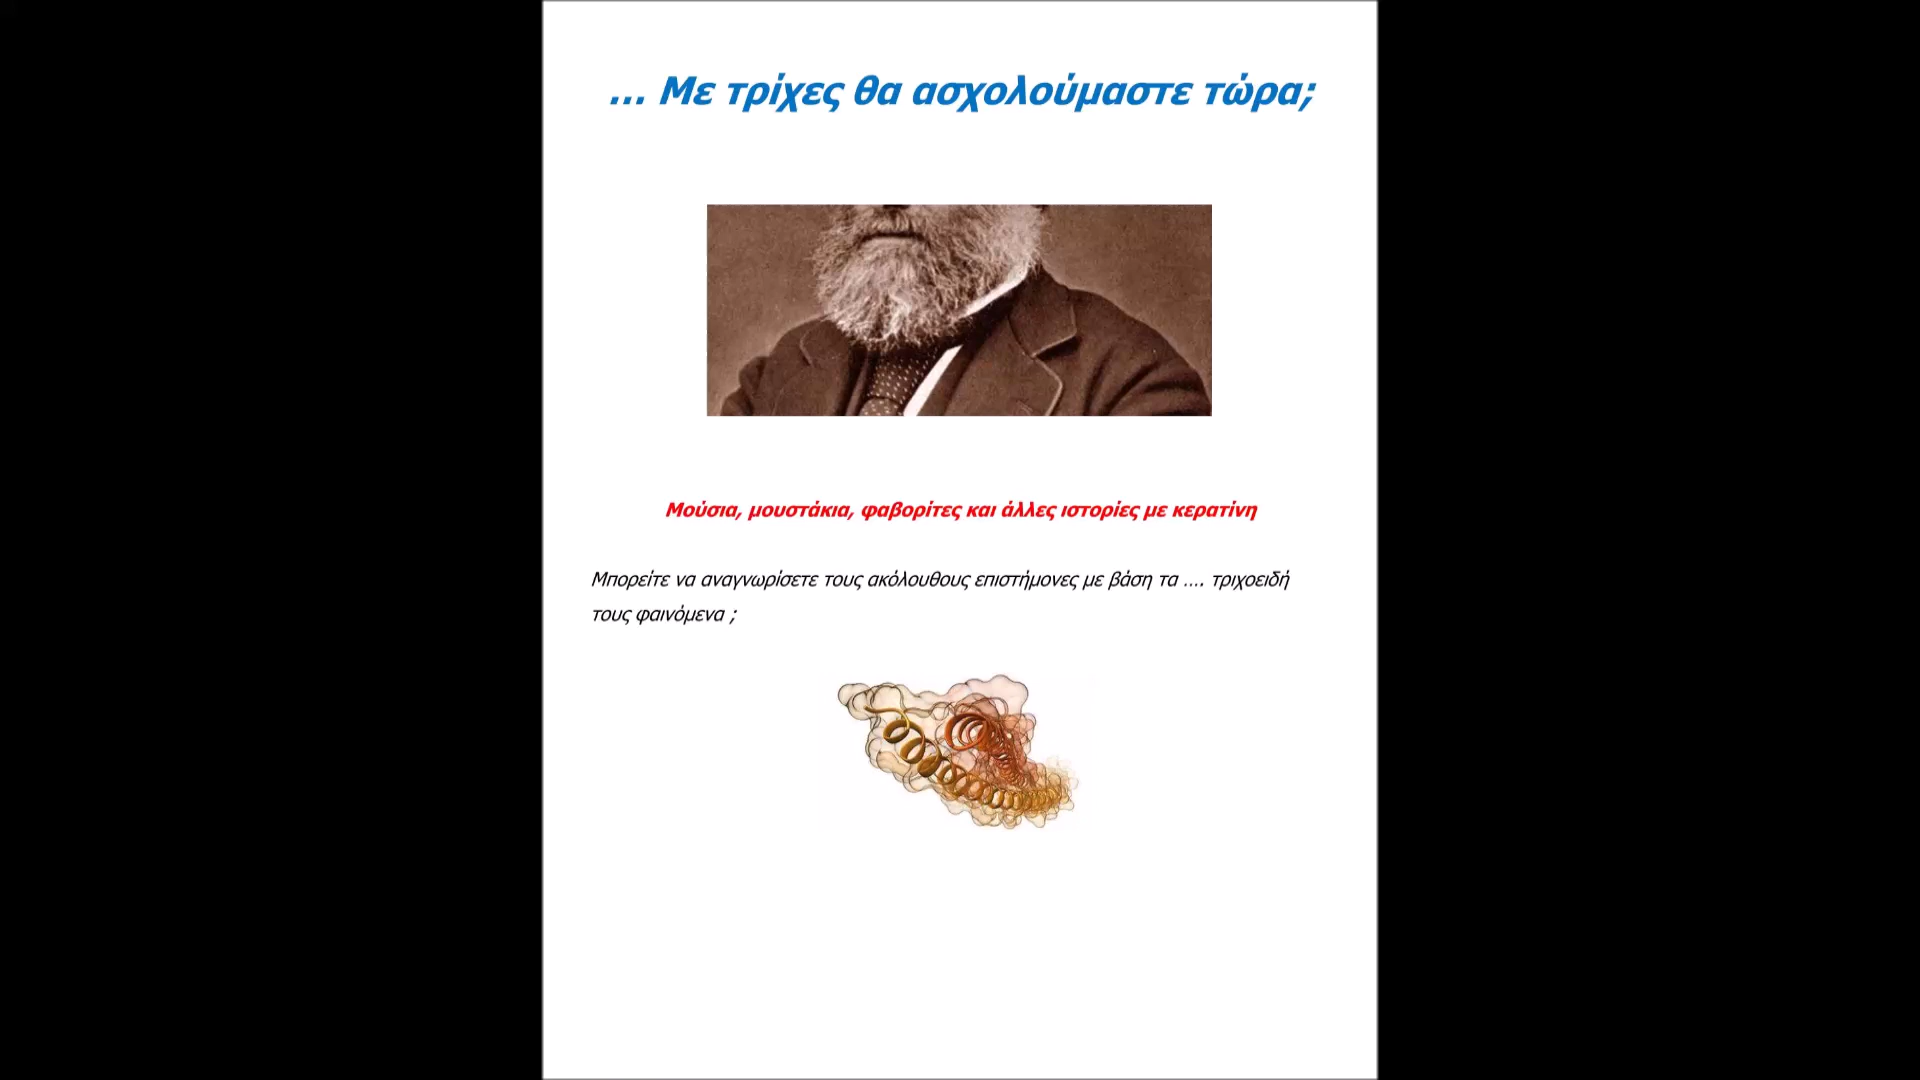 ... Με τρίχες θα ασχολούμαστε τώρα;
Μούσια, μουστάκια, φαβορίτες και άλλες ιστορίες με κερατίνη
Μπορείτε να αναγνωρίσετε τους ακόλουθους επιστήμονες με βάση τα .... τριχοειδή
τους φαινόμενα ;